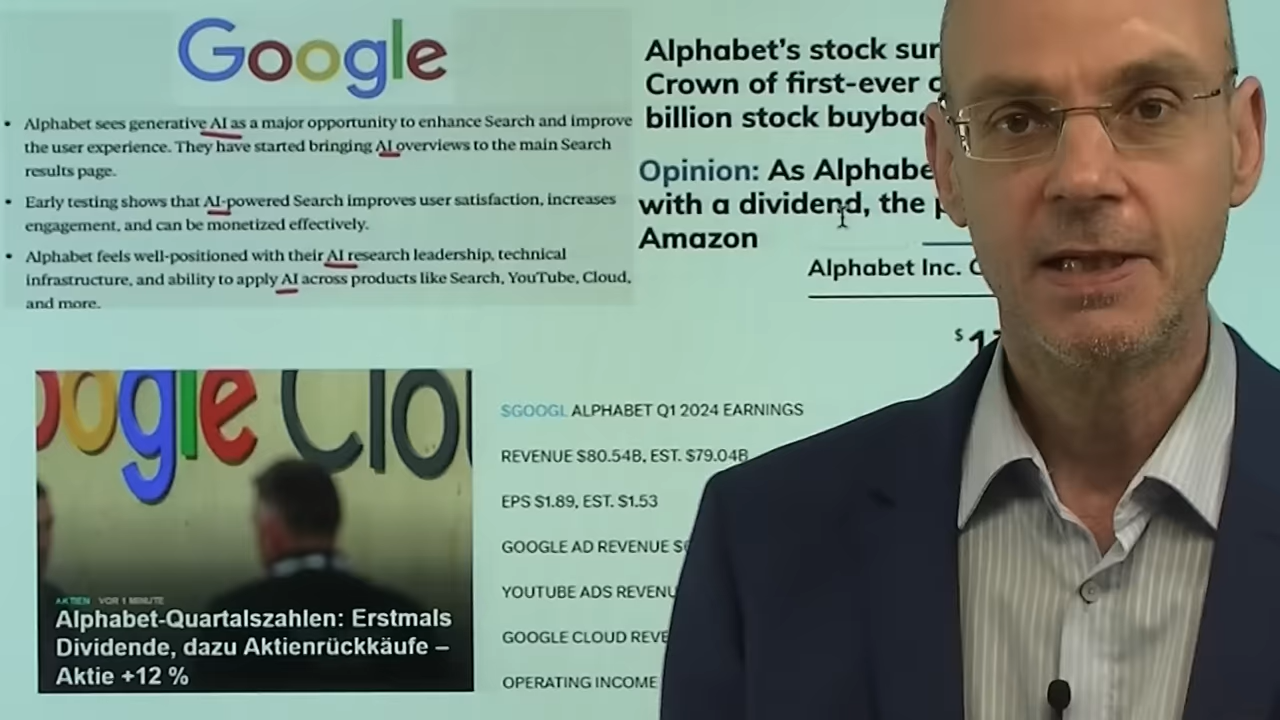 Google
• Alphabet sees generative AI as a major opportunity to enhance Search and improve
the user experience. They have started bringing AI overviews to the main Search
results page.
• Early testing shows that AI-powered Search improves user satisfaction, increases
engagement, and can be monetized effectively.
• Alphabet feels well-positioned with their AI research leadership, technical
infrastructure, and ability to apply AI across products like Search, YouTube, Cloud,
and more.
Alphabet's stock sur
Crown of first-ever
billion stock buyba
Opinion: As Alphabe
with a dividend, the
Amazon
Alphabet Inc.
$
ogle Clo
AKTIEN VOR 1 MINUTE
Alphabet-Quartalszahlen: Erstmals
Dividende, dazu Aktienrückkäufe –
Aktie +12 %
$GOOGL ALPHABET Q1 2024 EARNINGS
REVENUE $80.54B, EST. $79.04B
EPS $1.89, EST. $1.53
GOOGLE AD REVENUE $
YOUTUBE ADS REVENU
GOOGLE CLOUD REVE
OPERATING INCOME